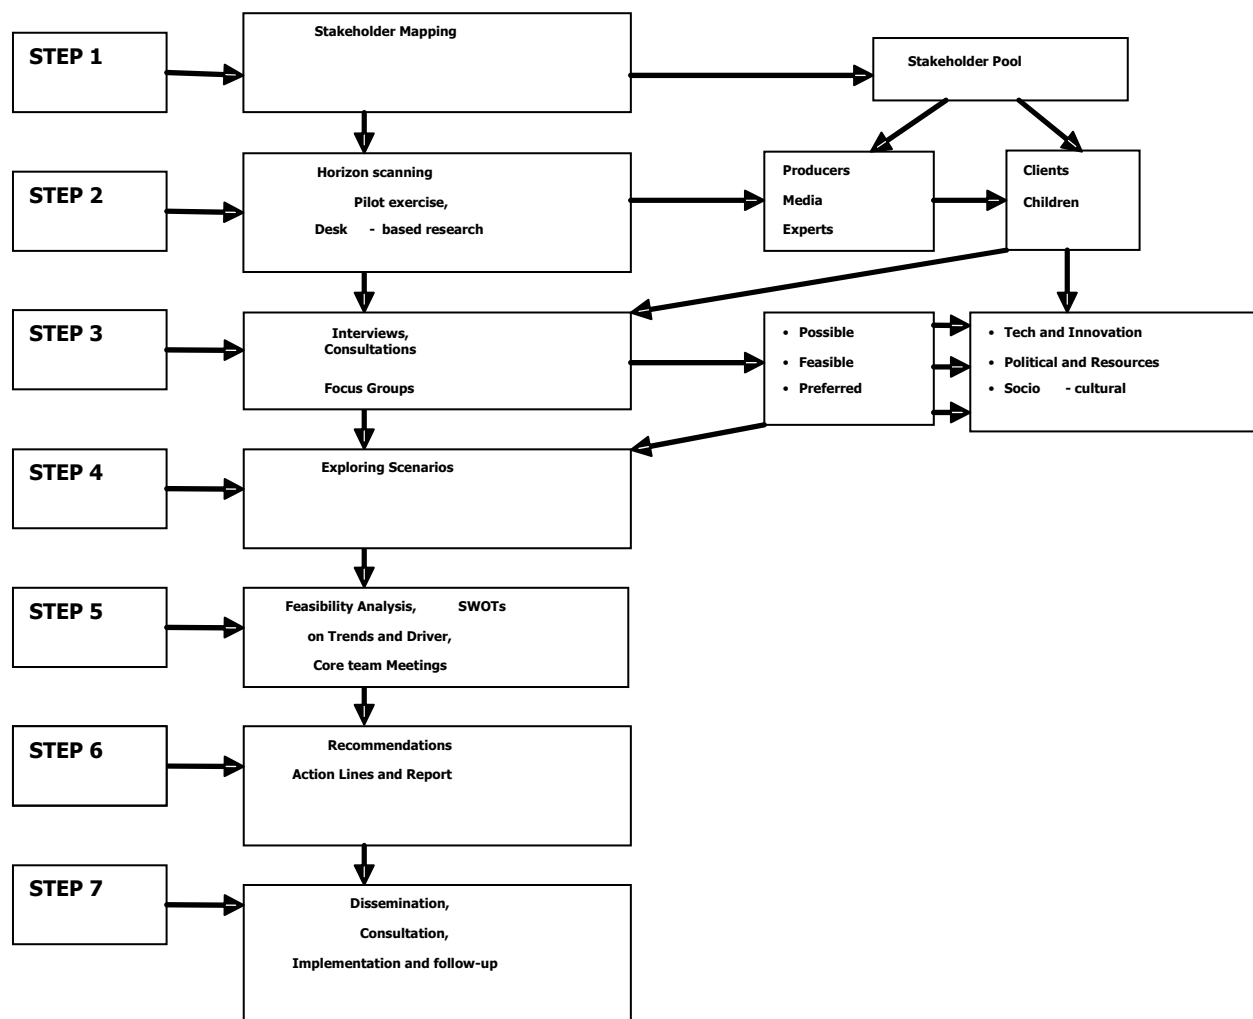 STEP 1
Stakeholder Mapping
Stakeholder Pool
STEP 2
Horizon scanning
Pilot exercise,
Desk - based research
Producers
Media
Experts
Clients
Children
STEP 3
Interviews,
Consultations
Focus Groups
• Possible
• Feasible
• Preferred
• Tech and Innovation
• Political and Resources
• Socio - cultural
STEP 4
Exploring Scenarios
STEP 5
Feasibility Analysis, SWOTs
on Trends and Driver,
Core team Meetings
STEP 6
Recommendations
Action Lines and Report
STEP 7
Dissemination,
Consultation,
Implementation and follow-up